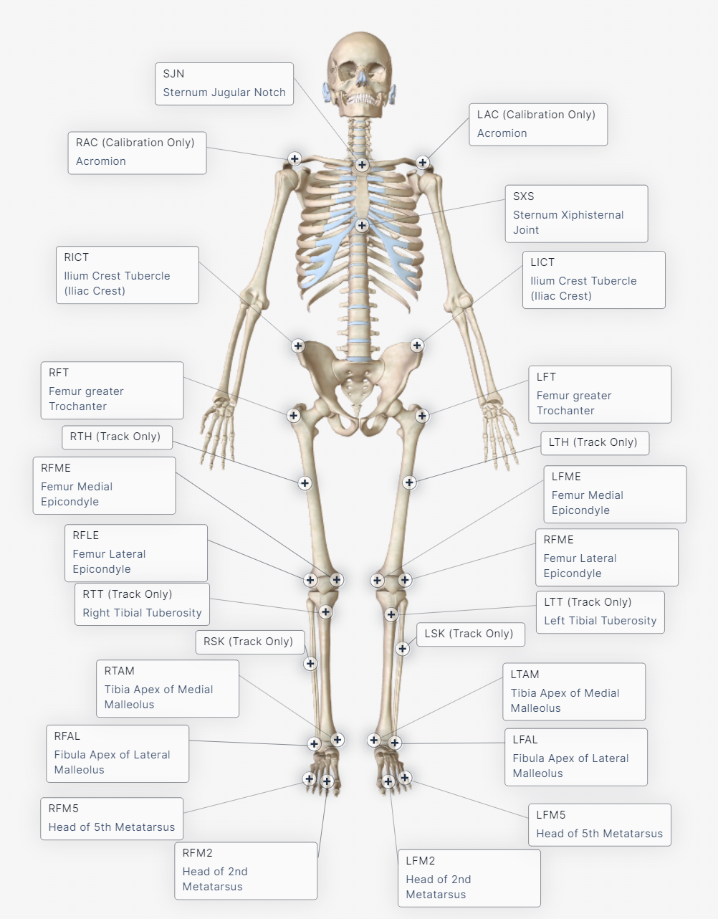 SJN
Sternum Jugular Notch
LAC (Calibration Only)
Acromion
RAC (Calibration Only)
Acromion
SXS
Sternum Xiphisternal
Joint
RICT
Ilium Crest Tubercle
(Iliac Crest)
LICT
Ilium Crest Tubercle
(Iliac Crest)
RFT
Femur greater
Trochanter
LFT
Femur greater
Trochanter
RTH (Track Only)
LTH (Track Only)
RFME
Femur Medial
Epicondyle
LFME
Femur Medial
Epicondyle
RFLE
Femur Lateral
Epicondyle
RFME
Femur Lateral
Epicondyle
RTT (Track Only)
Right Tibial Tuberosity
LTT (Track Only)
Left Tibial Tuberosity
RSK (Track Only)
LSK (Track Only)
RTAM
Tibia Apex of Medial
Malleolus
LTAM
Tibia Apex of Medial
Malleolus
RFAL
Fibula Apex of Lateral
Malleolus
LFAL
Fibula Apex of Lateral
Malleolus
RFM5
Head of 5th Metatarsus
LFM5
Head of 5th Metatarsus
RFM2
Head of 2nd
Metatarsus
LFM2
Head of 2nd
Metatarsus